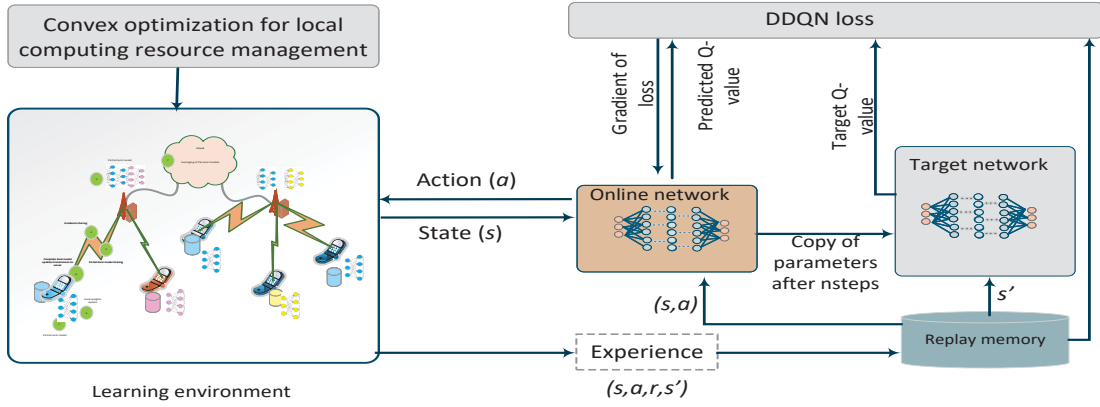 Convex optimization for local
computing resource management
DDQN loss
Gradient of
loss
Predicted Q-
value
Target Q-
value
Target network
Online network
Action (a)
State (s)
Copy of
parameters
after nsteps
(s,a)
s’
Replay memory
Experience
(s,a,r,s’)
Learning environment